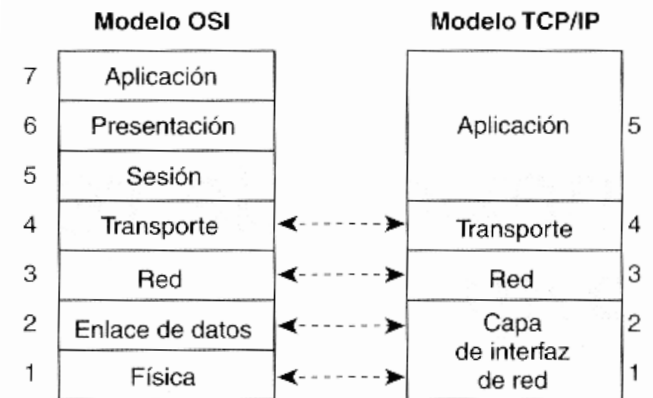 Modelo OSI
Modelo TCP/IP
7 Aplicación
6 Presentación
5 Sesión
Aplicación 5
4 Transporte
Transporte 4
3 Red
Red 3
2 Enlace de datos
1 Física
Capa 2
de interfaz
de red 1